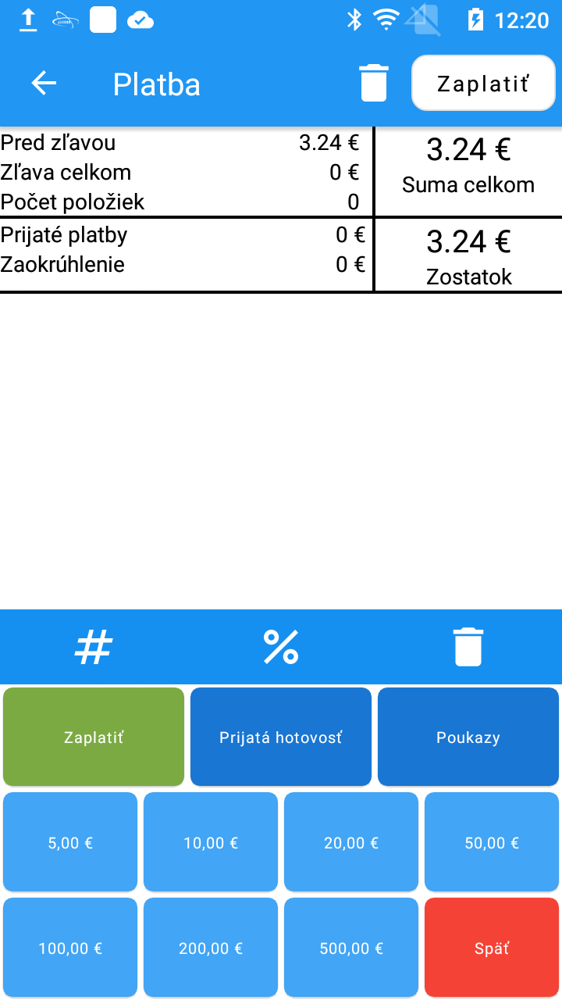 12:20
Platba
Zaplatiť
Pred zľavou 3.24 €
Zľava celkom 0 €
Počet položiek 0
3.24 €
Suma celkom
Prijaté platby 0 €
Zaokrúhlenie 0 €
3.24 €
Zostatok
# %
Zaplatiť Prijatá hotovosť Poukazy
5,00 € 10,00 € 20,00 € 50,00 €
100,00 € 200,00 € 500,00 € Späť